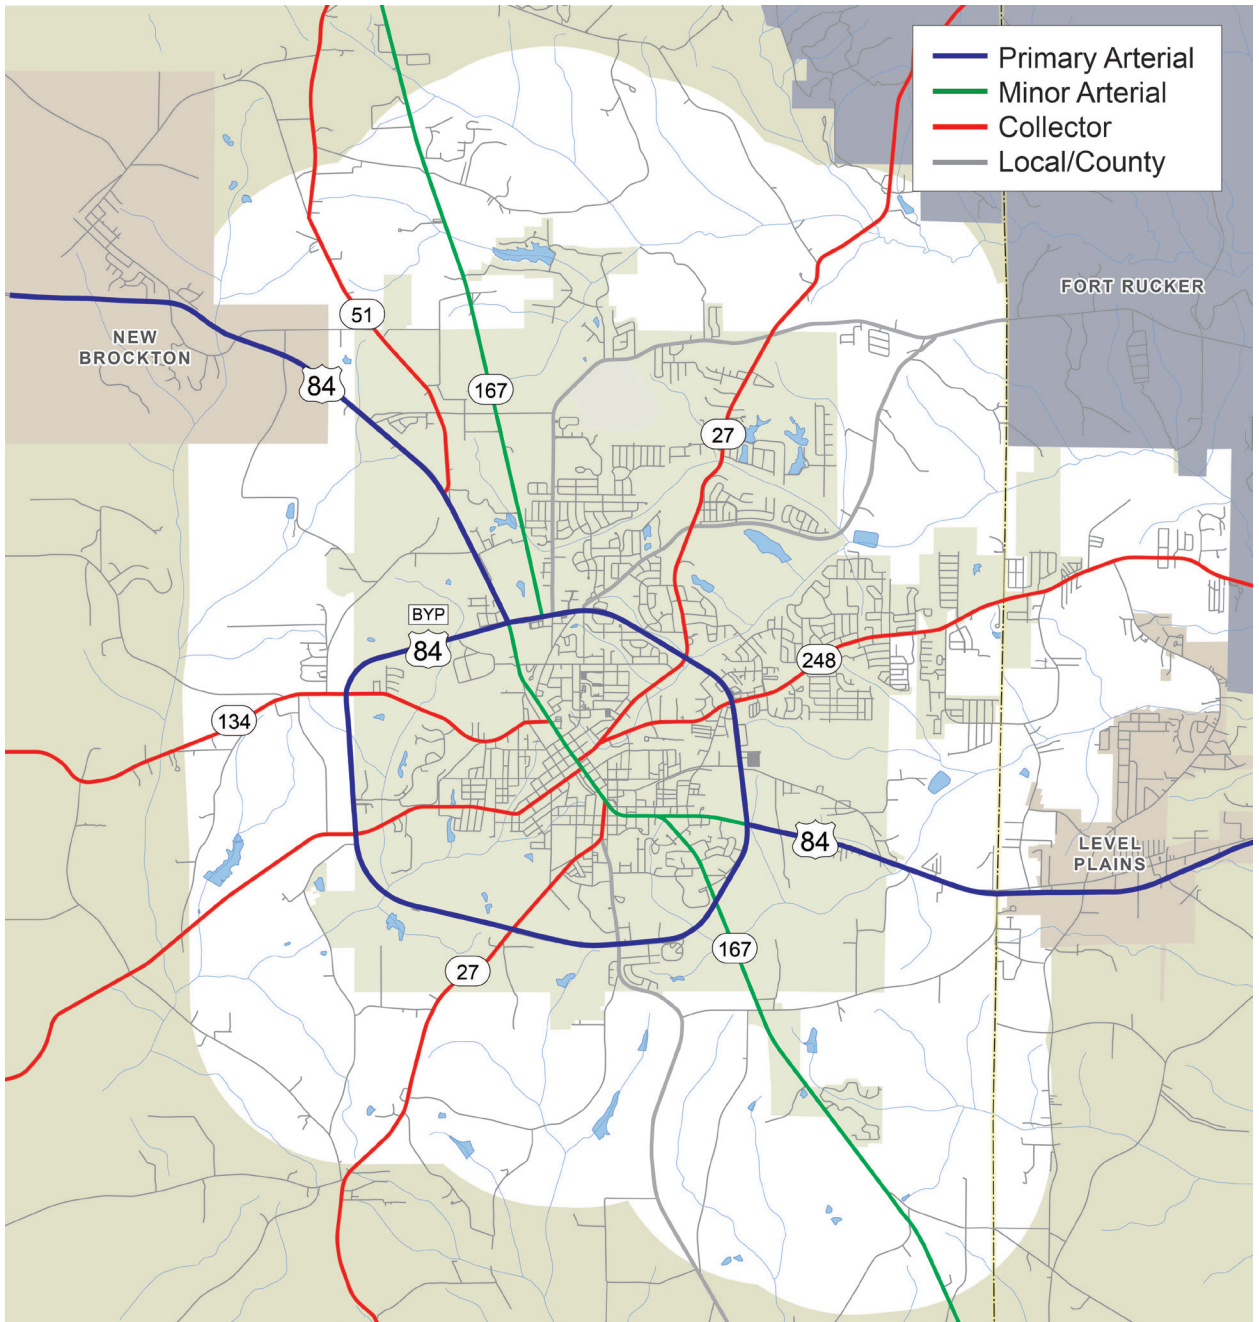 Primary Arterial
Minor Arterial
Collector
Local/County
FORT RUCKER
51
NEW
BROCKTON
84
167
27
BYP
84
248
134
84
LEVEL
PLAINS
167
27